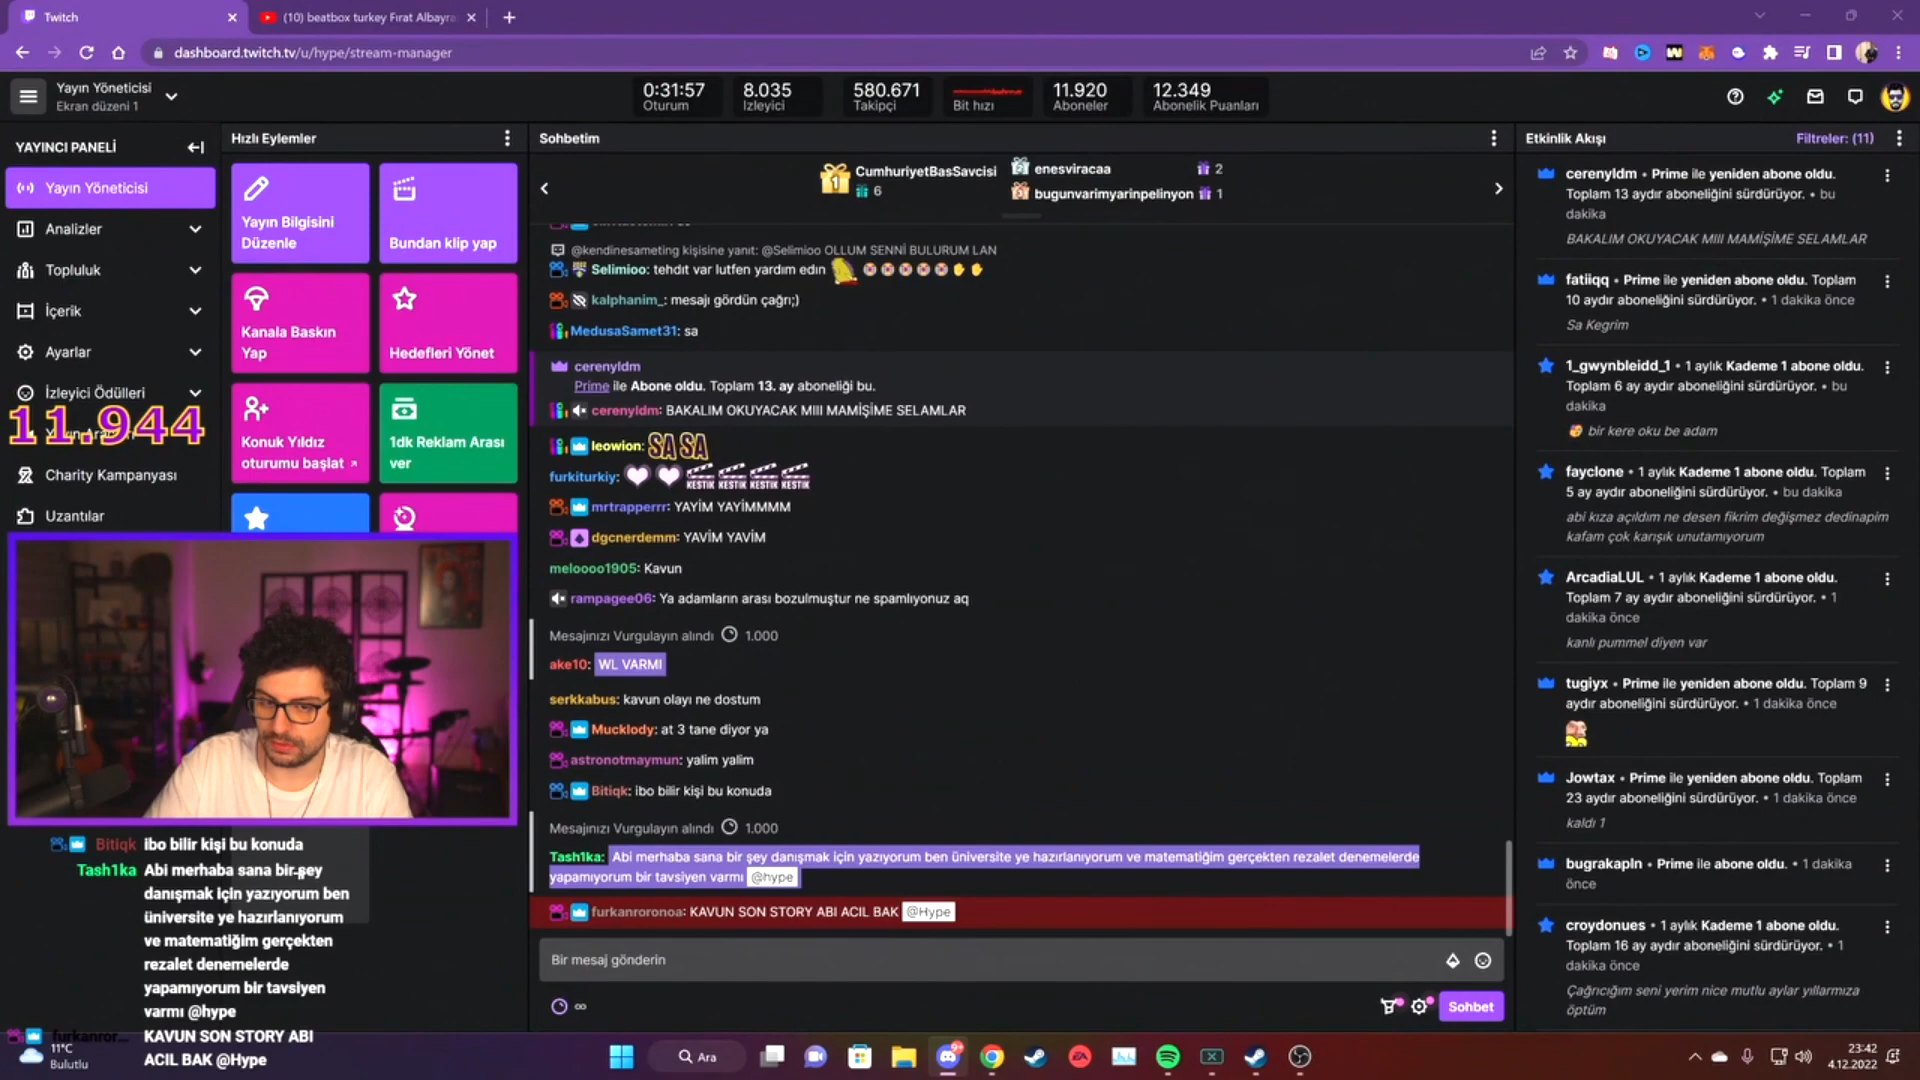 Twitch
(10) beatbox turkey Fırat Albayra
dashboard.twitch.tv/u/hype/stream-manager
Yayın Yöneticisi
Ekran düzeni 1
0:31:57
Oturum
8.035
İzleyici
580.671
Takipçi
Bit hızı
11.920
Aboneler
12.349
Abonelik Puanları
YAYINCI PANELİ
Yayın Yöneticisi
Analizler
Topluluk
İçerik
Ayarlar
İzleyici Ödülleri
11.944
Charity Kampanyası
Uzantılar
Hızlı Eylemler
Yayın Bilgisini
Düzenle
Bundan klip yap
Kanala Baskın
Yap
Hedefleri Yönet
Konuk Yıldız
oturumu başlat
1dk Reklam Arası
ver
Sohbetim
1
CumhuriyetBasSavcisi
6
enesviracaa
2
bugunvarimyarinpelinyon
1
@kendinesameting kişisine yanıt: @Selimioo OLLUM SENNİ BULURUM LAN
Selimioo: tehdıt var lutfen yardım edın
kalphanim_: mesajı gördün çağrı;)
MedusaSamet31: sa
cerenyldm
Prime ile Abone oldu. Toplam 13. ay aboneliği bu.
cerenyldm: BAKALIM OKUYACAK MIII MAMİŞİME SELAMLAR
leowion: SA SA
furkiturkiy: KESTİK KESTİK KESTİK KESTİK
mrtrapperrr: YAYİM YAYİMMMM
dgcnerdemm: YAVİM YAVİM
meloooo1905: Kavun
rampagee06: Ya adamların arası bozulmuştur ne spamlıyonuz aq
Mesajınızı Vurgulayın alındı 1.000
ake10: WL VARMI
serkkabus: kavun olayı ne dostum
Mucklody: at 3 tane diyor ya
astronotmaymun: yalim yalim
Bitiqk: ibo bilir kişi bu konuda
Mesajınızı Vurgulayın alındı 1.000
Tash1ka: Abi merhaba sana bir şey danışmak için yazıyorum ben üniversite ye hazırlanıyorum ve matematiğim gerçekten rezalet denemelerde
yapamıyorum bir tavsiyen varmı @hype
furkanroronoa: KAVUN SON STORY ABI ACIL BAK @Hype
Bir mesaj gönderin
Sohbet
Etkinlik Akışı
Filtreler: (11)
cerenyldm • Prime ile yeniden abone oldu.
Toplam 13 aydır aboneliğini sürdürüyor. • bu
dakika
BAKALIM OKUYACAK MIII MAMİŞİME SELAMLAR
fatiiqq • Prime ile yeniden abone oldu. Toplam
10 aydır aboneliğini sürdürüyor. • 1 dakika önce
Sa Kegrim
1_gwynbleidd_1 • 1 aylık Kademe 1 abone oldu.
Toplam 6 ay aydır aboneliğini sürdürüyor. • bu
dakika
bir kere oku be adam
fayclone • 1 aylık Kademe 1 abone oldu. Toplam
5 ay aydır aboneliğini sürdürüyor. • bu dakika
abi kıza açıldım ne desen fikrim değişmez dedinapim
kafam çok karışık unutamıyorum
ArcadiaLUL • 1 aylık Kademe 1 abone oldu.
Toplam 7 ay aydır aboneliğini sürdürüyor. • 1
dakika önce
kanlı pummel diyen var
tugiyx • Prime ile yeniden abone oldu. Toplam 9
aydır aboneliğini sürdürüyor. • 1 dakika önce
Jowtax • Prime ile yeniden abone oldu. Toplam
23 aydır aboneliğini sürdürüyor. • 1 dakika önce
kaldı 1
bugrakapln • Prime ile abone oldu. • 1 dakika
önce
croydonues • 1 aylık Kademe 1 abone oldu.
Toplam 16 ay aydır aboneliğini sürdürüyor. • 1
dakika önce
Çağrıcığım seni yerim nice mutlu aylar yıllarmıza
öptüm
Bitiqk ibo bilir kişi bu konuda
Tash1ka Abi merhaba sana bir şey
danışmak için yazıyorum ben
üniversite ye hazırlanıyorum
ve matematiğim gerçekten
rezalet denemelerde
yapamıyorum bir tavsiyen
varmı @hype
furkanror...
KAVUN SON STORY ABI
ACIL BAK @Hype
11°C
Bulutlu
Ara
9+
23:42
4.12.2022